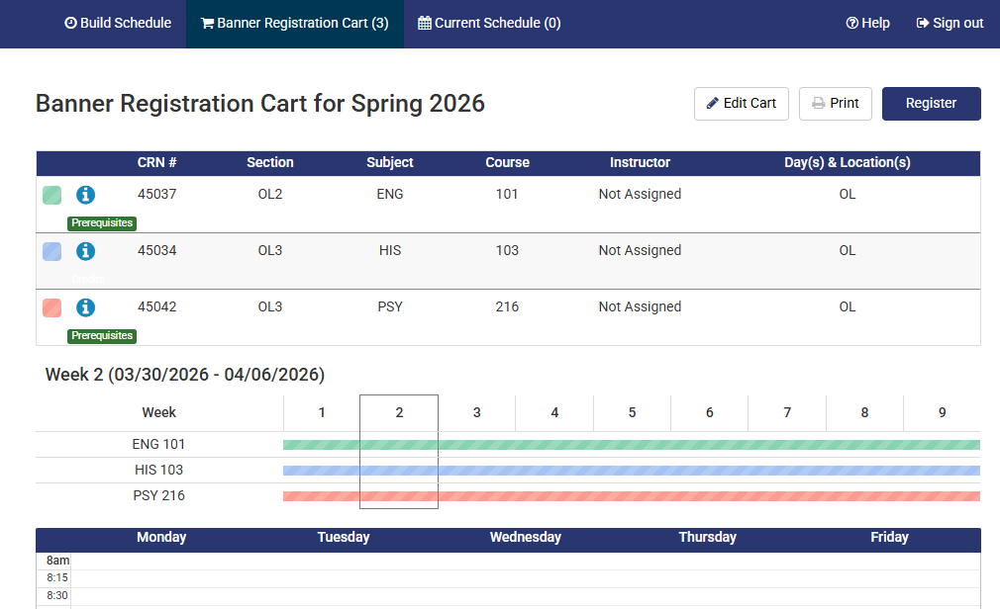 Build Schedule Banner Registration Cart (3) Current Schedule (0) Help Sign out
Banner Registration Cart for Spring 2026 Edit Cart Print Register
CRN # Section Subject Course Instructor Day(s) & Location(s)
45037 OL2 ENG 101 Not Assigned OL
Prerequisites
45034 OL3 HIS 103 Not Assigned OL
45042 OL3 PSY 216 Not Assigned OL
Prerequisites
Week 2 (03/30/2026 - 04/06/2026)
Week 1 2 3 4 5 6 7 8 9
ENG 101
HIS 103
PSY 216
Monday Tuesday Wednesday Thursday Friday
8am
8:15
8:30